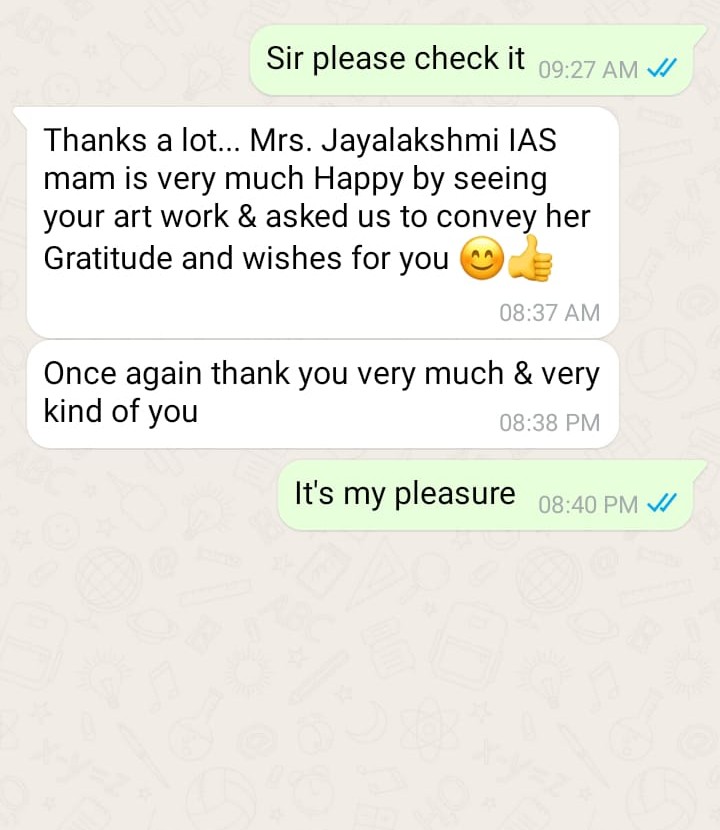 Sir please check it 09:27 AM
Thanks a lot... Mrs. Jayalakshmi IAS
mam is very much Happy by seeing
your art work & asked us to convey her
Gratitude and wishes for you 😊👍
08:37 AM
Once again thank you very much & very
kind of you 08:38 PM
It's my pleasure 08:40 PM